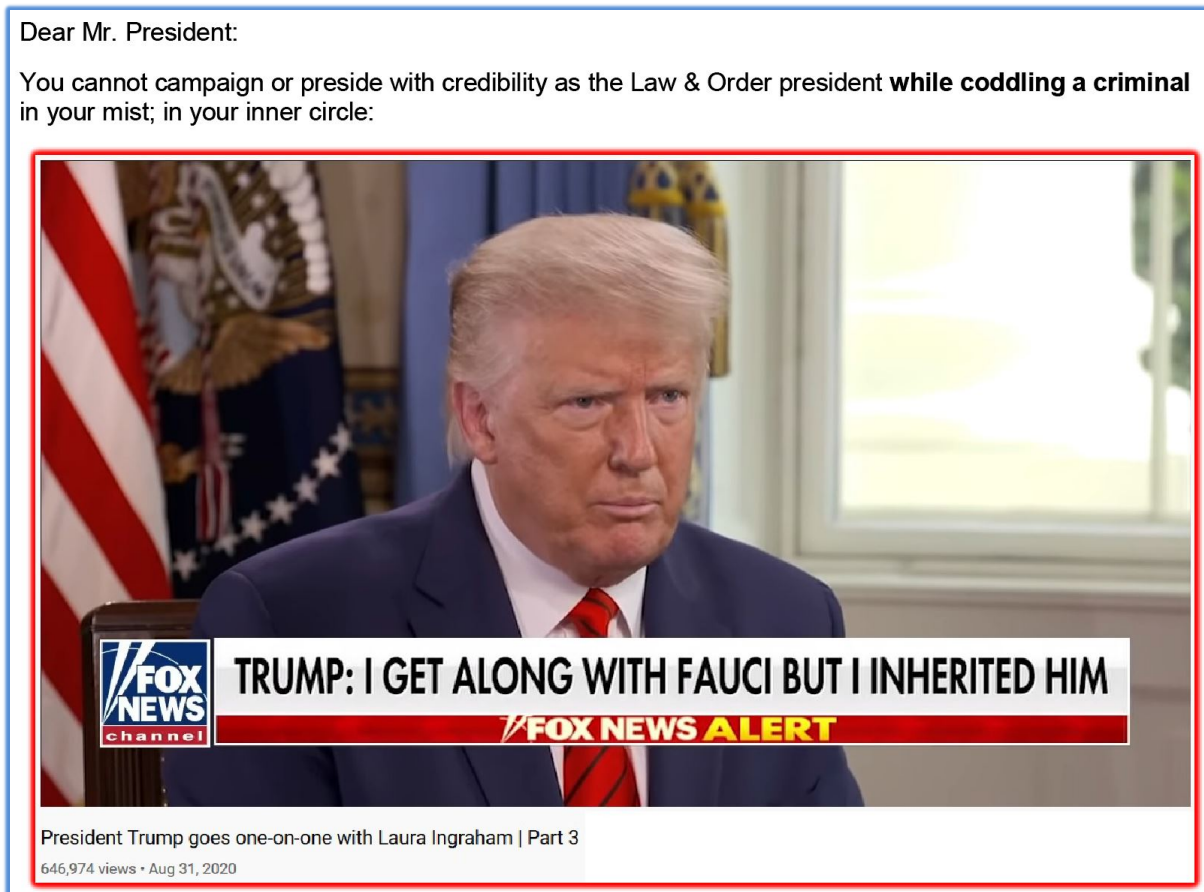 Dear Mr. President:
You cannot campaign or preside with credibility as the Law & Order president while coddling a criminal
in your mist; in your inner circle:
FOX
NEWS
channel
TRUMP: I GET ALONG WITH FAUCI BUT I INHERITED HIM
FOX NEWS ALERT
President Trump goes one-on-one with Laura Ingraham | Part 3
646,974 views • Aug 31, 2020